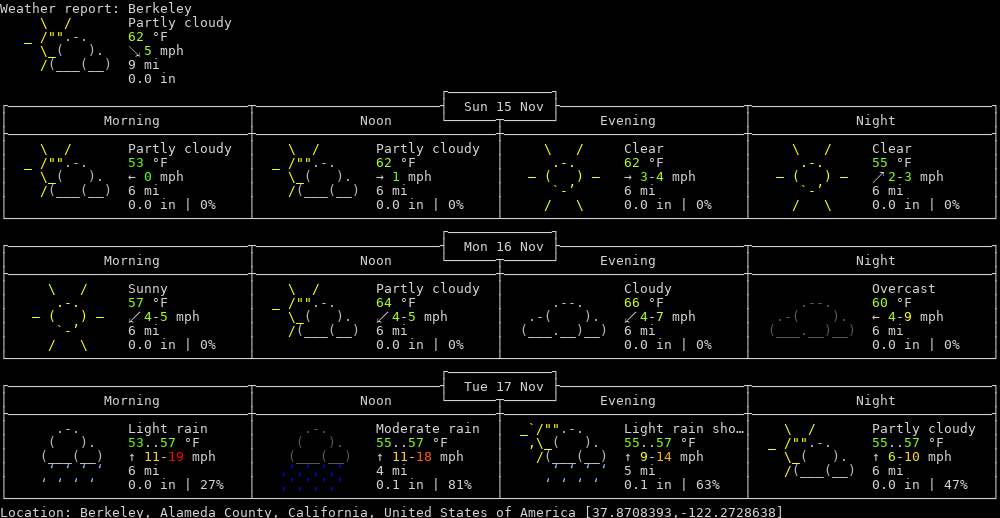 Weather report: Berkeley
Partly cloudy
62 °F
↘ 5 mph
9 mi
0.0 in
Sun 15 Nov
Morning Noon Evening Night
Partly cloudy Partly cloudy Clear Clear
53 °F 62 °F 62 °F 55 °F
← 0 mph → 1 mph → 3-4 mph ↗ 2-3 mph
6 mi 6 mi 6 mi 6 mi
0.0 in | 0% 0.0 in | 0% 0.0 in | 0% 0.0 in | 0%
Mon 16 Nov
Morning Noon Evening Night
Sunny Partly cloudy Cloudy Overcast
57 °F 64 °F 66 °F 60 °F
↙ 4-5 mph ↙ 4-5 mph ↙ 4-7 mph ← 4-9 mph
6 mi 6 mi 6 mi 6 mi
0.0 in | 0% 0.0 in | 0% 0.0 in | 0% 0.0 in | 0%
Tue 17 Nov
Morning Noon Evening Night
Light rain Moderate rain Light rain sho… Partly cloudy
53..57 °F 55..57 °F 55..57 °F 55..57 °F
↑ 11-19 mph ↑ 11-18 mph ↑ 9-14 mph ↑ 6-10 mph
6 mi 4 mi 5 mi 6 mi
0.0 in | 27% 0.1 in | 81% 0.1 in | 63% 0.0 in | 47%
Location: Berkeley, Alameda County, California, United States of America [37.8708393,-122.2728638]